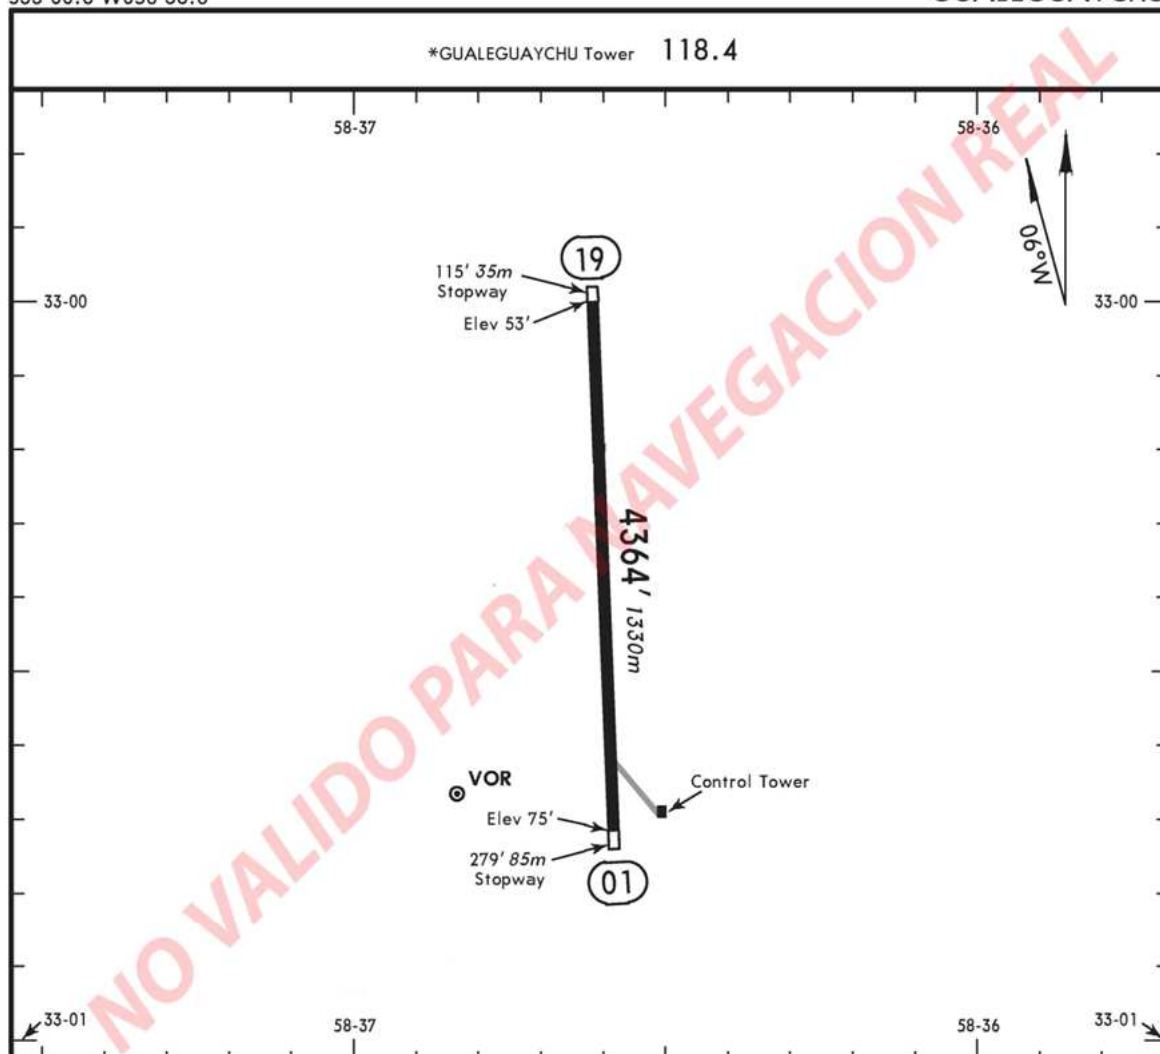 *GUALEGUAYCHU Tower 118.4
58-37
58-36
06°W
19
115' 35m
Stopway
Elev 53'
33-00
33-00
4364' 1330m
VOR
Control Tower
Elev 75'
279' 85m
Stopway
01
33-01
58-37
58-36
33-01
NO VALIDO PARA NAVEGACION REAL